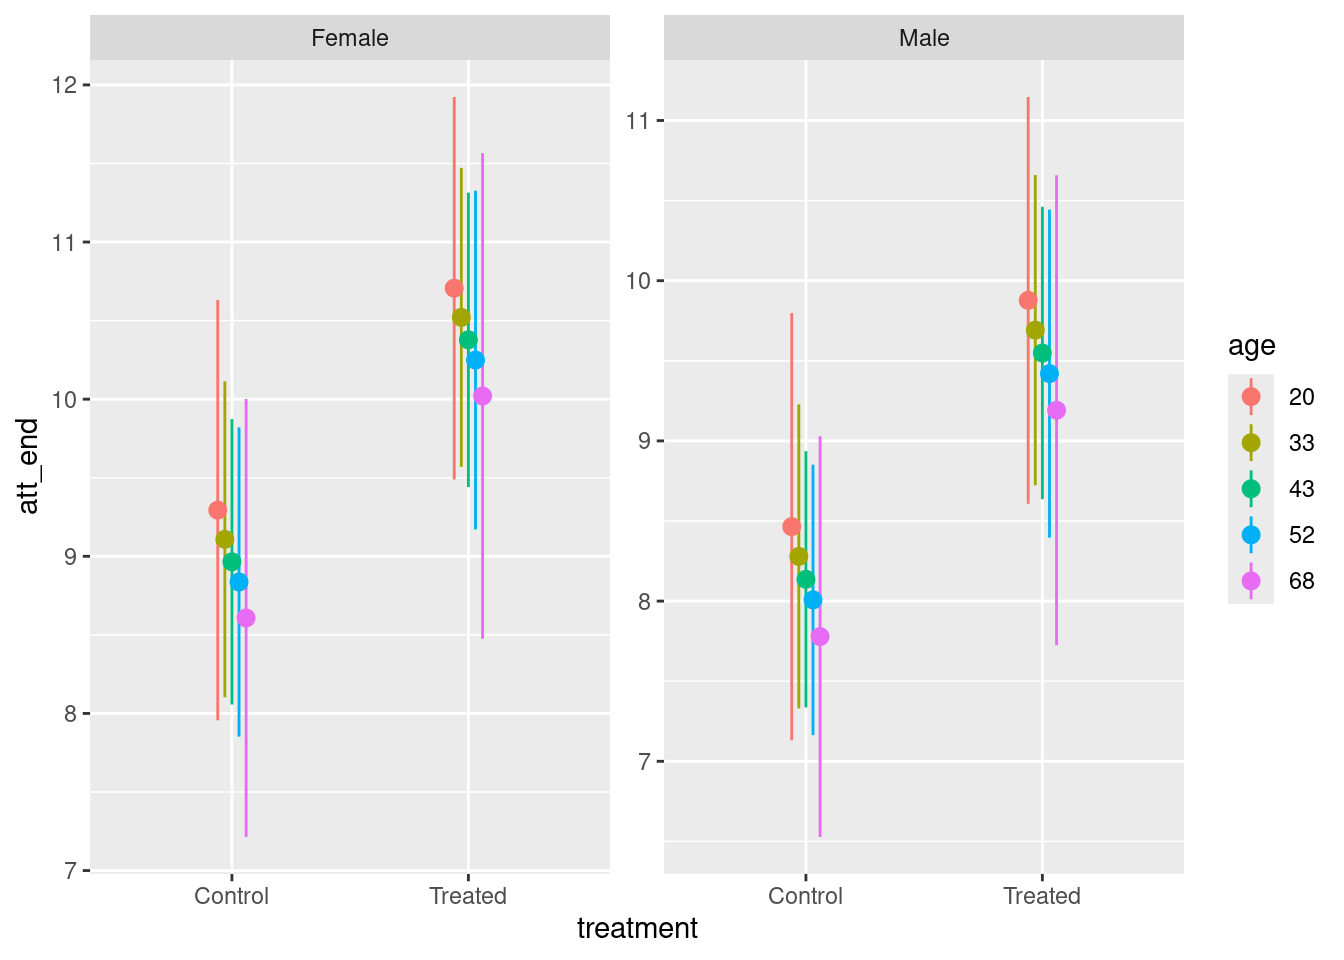 Female
Male
12
11
10
9
8
7
11
10
9
8
7
att_end
Control
Treated
Control
Treated
treatment
age
20
33
43
52
68